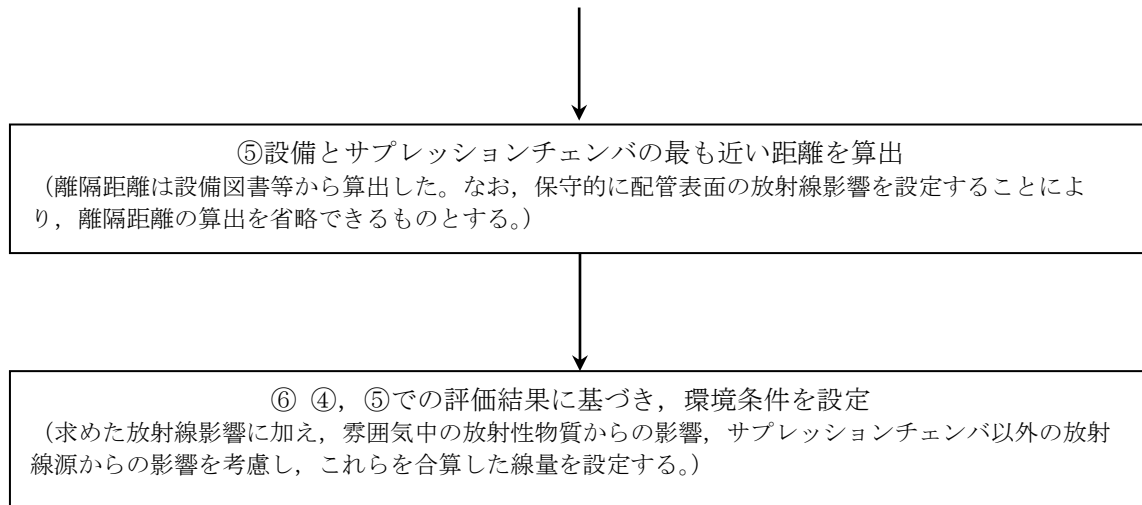 ⑤設備とサプレッションチェンバの最も近い距離を算出
（離隔距離は設備図書等から算出した。なお，保守的に配管表面の放射線影響を設定することによ
り，離隔距離の算出を省略できるものとする。）
⑥ ④，⑤での評価結果に基づき，環境条件を設定
（求めた放射線影響に加え，雰囲気中の放射性物質からの影響，サプレッションチェンバ以外の放射
線源からの影響を考慮し，これらを合算した線量を設定する。）